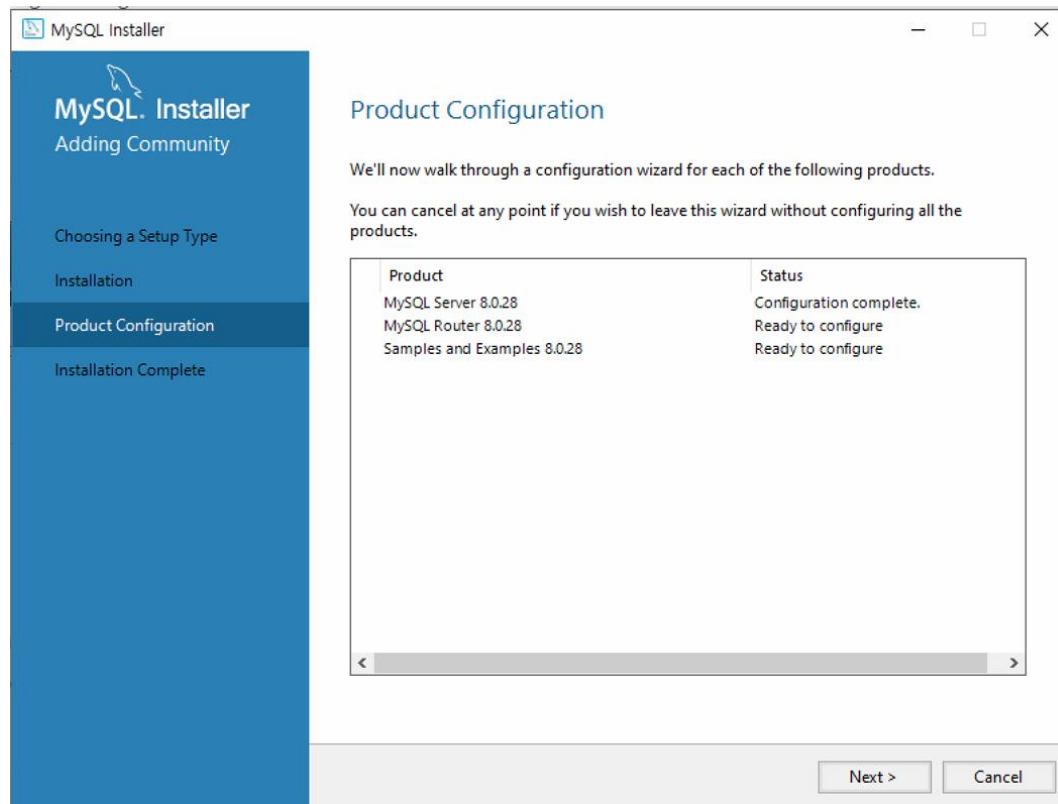 MySQL Installer
MySQL. Installer
Adding Community
Choosing a Setup Type
Installation
Product Configuration
Installation Complete
Product Configuration
We'll now walk through a configuration wizard for each of the following products.
You can cancel at any point if you wish to leave this wizard without configuring all the
products.
Product Status
MySQL Server 8.0.28 Configuration complete.
MySQL Router 8.0.28 Ready to configure
Samples and Examples 8.0.28 Ready to configure
Next > Cancel